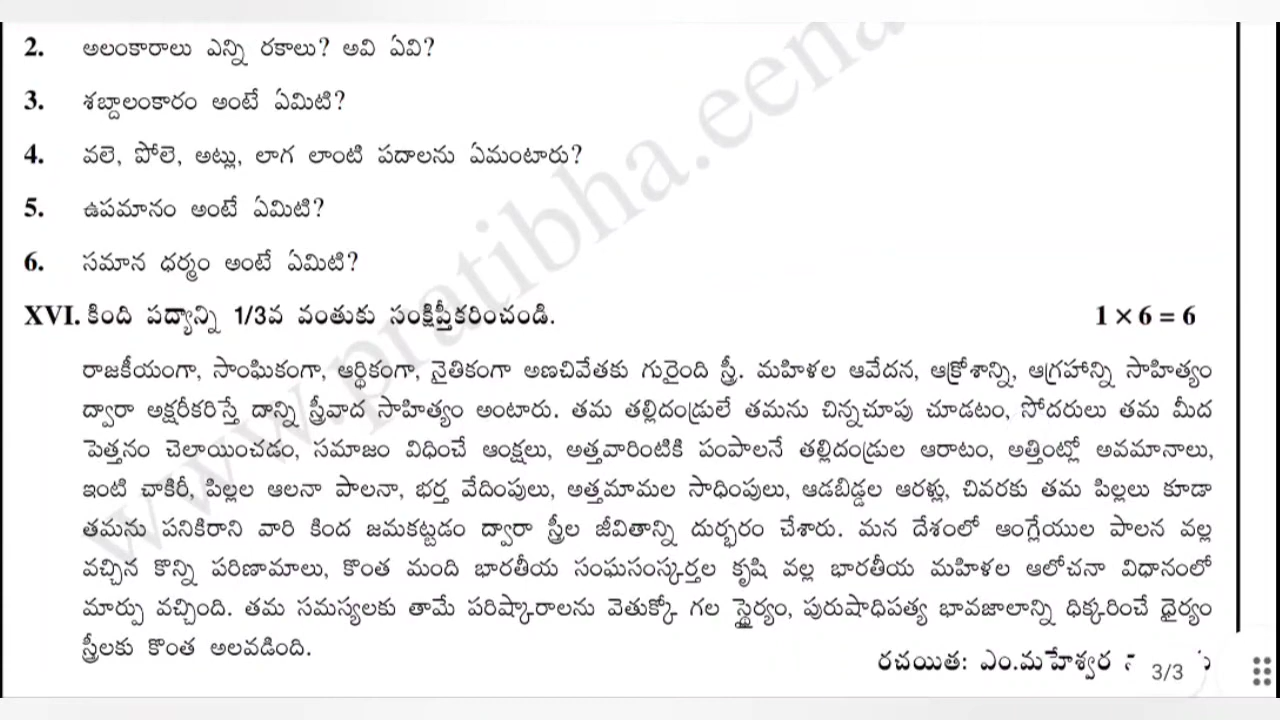 2. అలంకారాలు ఎన్ని రకాలు? అవి ఏవి?
3. శబ్దాలంకారం అంటే ఏమిటి?
4. వలె, పోలె, అట్లు, లాగ లాంటి పదాలను ఏమంటారు?
5. ఉపమానం అంటే ఏమిటి?
6. సమాన ధర్మం అంటే ఏమిటి?
XVI. కింది పద్యాన్ని 1/3వ వంతుకు సంక్షిప్తీకరించండి. 1 × 6 = 6
రాజకీయంగా, సాంఘికంగా, ఆర్థికంగా, నైతికంగా అణచివేతకు గురైంది స్త్రీ. మహిళల ఆవేదన, ఆక్రోశాన్ని, ఆగ్రహాన్ని సాహిత్యం
ద్వారా అక్షరీకరిస్తే దాన్ని స్త్రీవాద సాహిత్యం అంటారు. తమ తల్లిదండ్రులే తమను చిన్నచూపు చూడటం, సోదరులు తమ మీద
పెత్తనం చెలాయించడం, సమాజం విధించే ఆంక్షలు, అత్తవారింటికి పంపాలనే తల్లిదండ్రుల ఆరాటం, అత్తింట్లో అవమానాలు,
ఇంటి చాకిరీ, పిల్లల ఆలనా పాలనా, భర్త వేదింపులు, అత్తమామల సాధింపులు, ఆడబిడ్డల ఆరళ్లు, చివరకు తమ పిల్లలు కూడా
తమను పనికిరాని వారి కింద జమకట్టడం ద్వారా స్త్రీల జీవితాన్ని దుర్భరం చేశారు. మన దేశంలో ఆంగ్లేయుల పాలన వల్ల
వచ్చిన కొన్ని పరిణామాలు, కొంత మంది భారతీయ సంఘసంస్కర్తల కృషి వల్ల భారతీయ మహిళల ఆలోచనా విధానంలో
మార్పు వచ్చింది. తమ సమస్యలకు తామే పరిష్కారాలను వెతుక్కో గల స్థైర్యం, పురుషాధిపత్య భావజాలాన్ని ధిక్కరించే ధైర్యం
స్త్రీలకు కొంత అలవడింది.
రచయిత: ఎం.మహేశ్వర
3/3
www.pratibha.eena